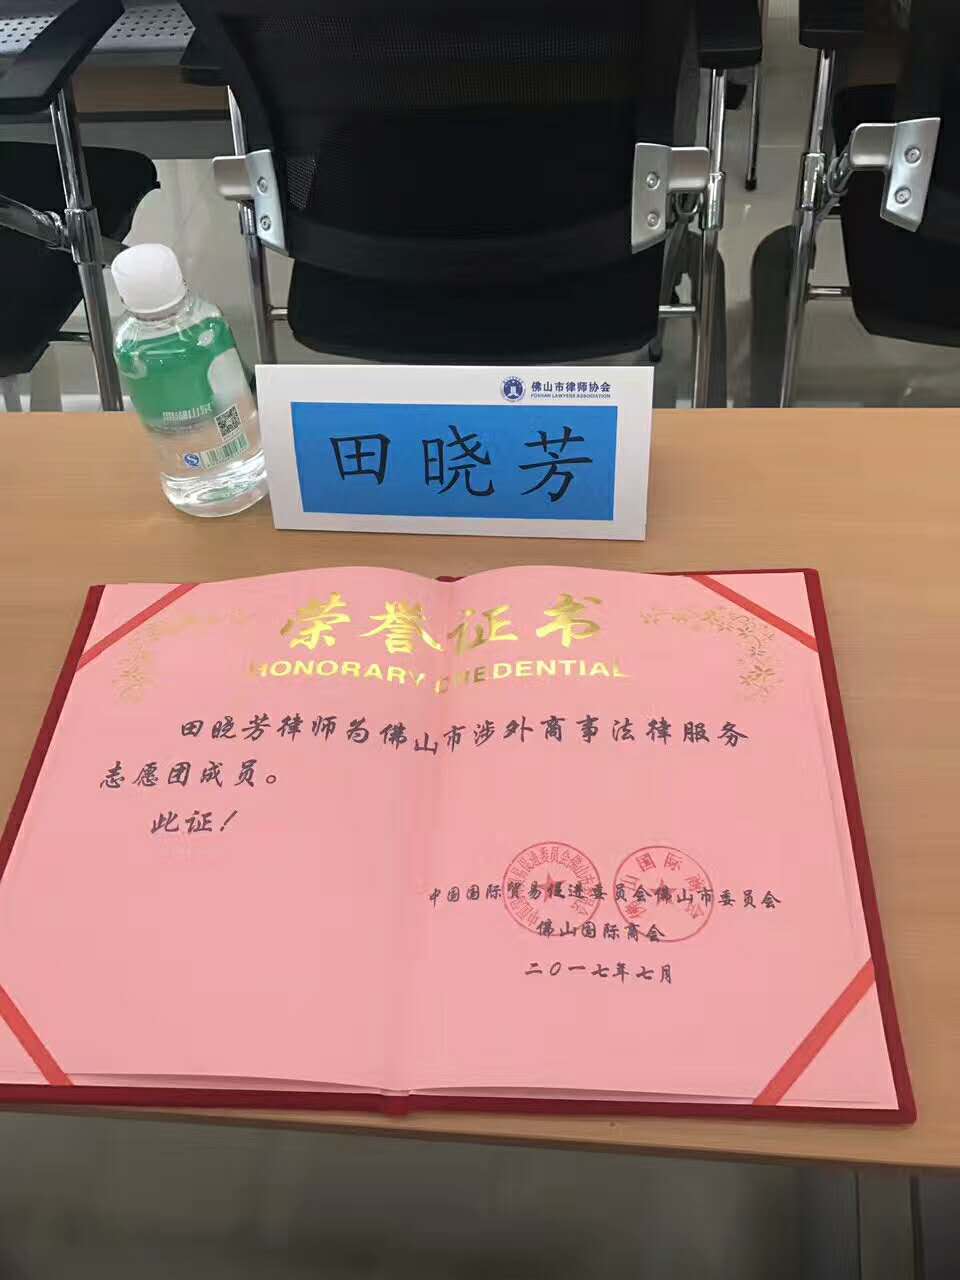 佛山市律师协会
FOSHAN LAWYERS ASSOCIATION
田晓芳
荣誉证书
HONORARY CREDENTIAL
田晓芳律师为佛山市涉外商事法律服务
志愿团成员。
此证！
中国国际贸易促进委员会佛山市委员会
佛山国际商会
二〇一七年七月